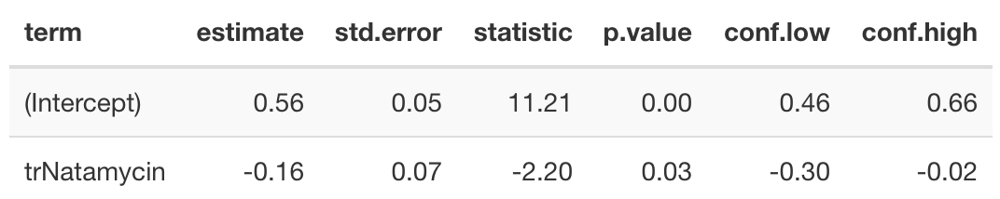 term estimate std.error statistic p.value conf.low conf.high
(Intercept) 0.56 0.05 11.21 0.00 0.46 0.66
trNatamycin -0.16 0.07 -2.20 0.03 -0.30 -0.02